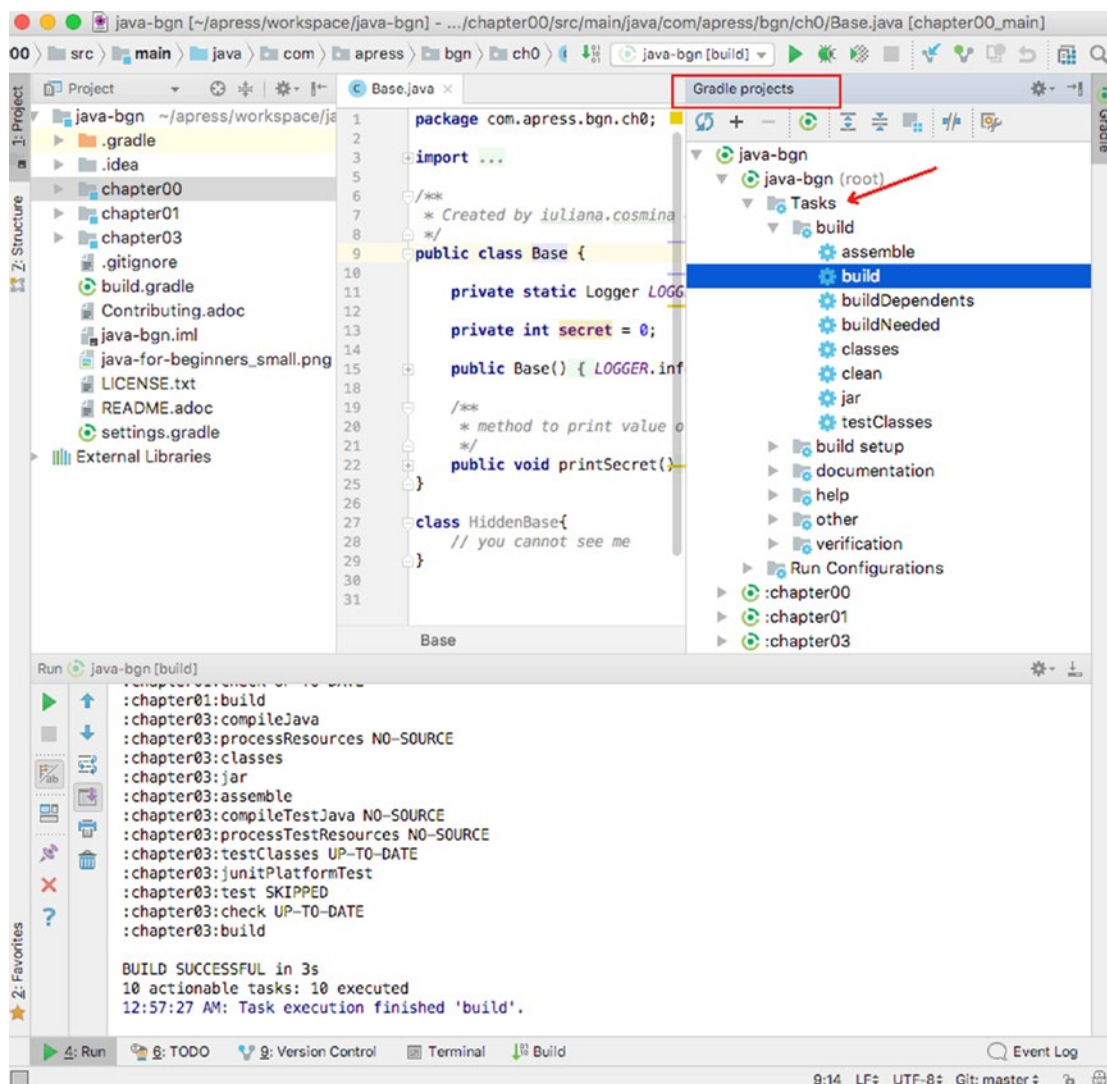 java-bgn [~/apress/workspace/java-bgn] - .../chapter00/src/main/java/com/apress/bgn/ch0/Base.java [chapter00_main]
00 src main java com apress bgn ch0 java-bgn [build]
1: Project
Z: Structure
2: Favorites
Project
java-bgn ~/apress/workspace/ja
.gradle
.idea
chapter00
chapter01
chapter03
.gitignore
build.gradle
Contributing.adoc
java-bgn.iml
java-for-beginners_small.png
LICENSE.txt
README.adoc
settings.gradle
External Libraries
Base.java
1 package com.apress.bgn.ch0;
2
3 import ...
5
6 /**
7 * Created by iuliana.cosmina
8 */
9 public class Base {
10
11 private static Logger LOGG
12
13 private int secret = 0;
14
15 public Base() { LOGGER.inf
18
19 /**
20 * method to print value o
21 */
22 public void printSecret()
25 }
26
27 class HiddenBase{
28 // you cannot see me
29 }
30
31
Base
Gradle projects
Gradle
java-bgn
java-bgn (root)
Tasks
build
assemble
build
buildDependents
buildNeeded
classes
clean
jar
testClasses
build setup
documentation
help
other
verification
Run Configurations
:chapter00
:chapter01
:chapter03
Run java-bgn [build]
:chapter01:check UP-TO-DATE
:chapter01:build
:chapter03:compileJava
:chapter03:processResources NO-SOURCE
:chapter03:classes
:chapter03:jar
:chapter03:assemble
:chapter03:compileTestJava NO-SOURCE
:chapter03:processTestResources NO-SOURCE
:chapter03:testClasses UP-TO-DATE
:chapter03:junitPlatformTest
:chapter03:test SKIPPED
:chapter03:check UP-TO-DATE
:chapter03:build
BUILD SUCCESSFUL in 3s
10 actionable tasks: 10 executed
12:57:27 AM: Task execution finished 'build'.
4: Run 6: TODO 9: Version Control Terminal Build Event Log
9:14 LF UTF-8 Git: master